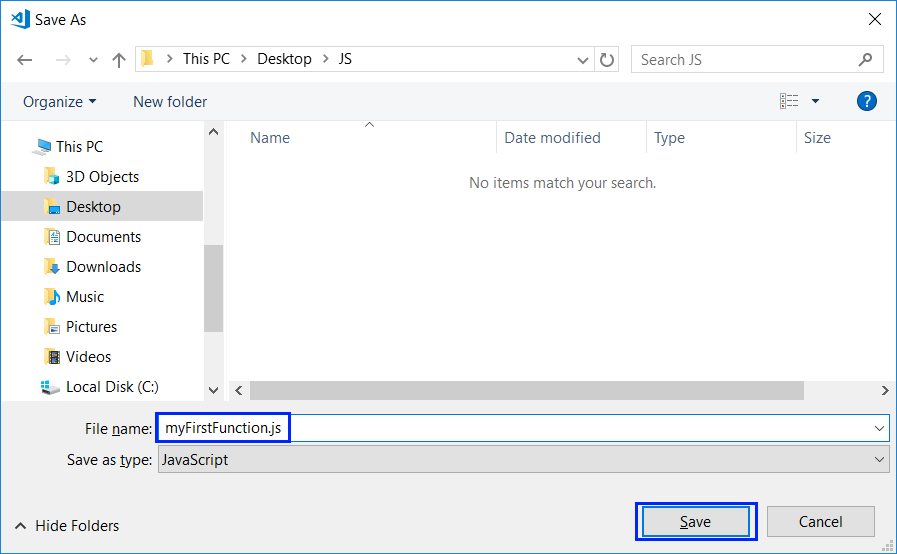 Save As
This PC Desktop JS
Search JS
Organize New folder
?
Name Date modified Type Size
No items match your search.
This PC
3D Objects
Desktop
Documents
Downloads
Music
Pictures
Videos
Local Disk (C:)
File name: myFirstFunction.js
Save as type: JavaScript
Hide Folders Save Cancel